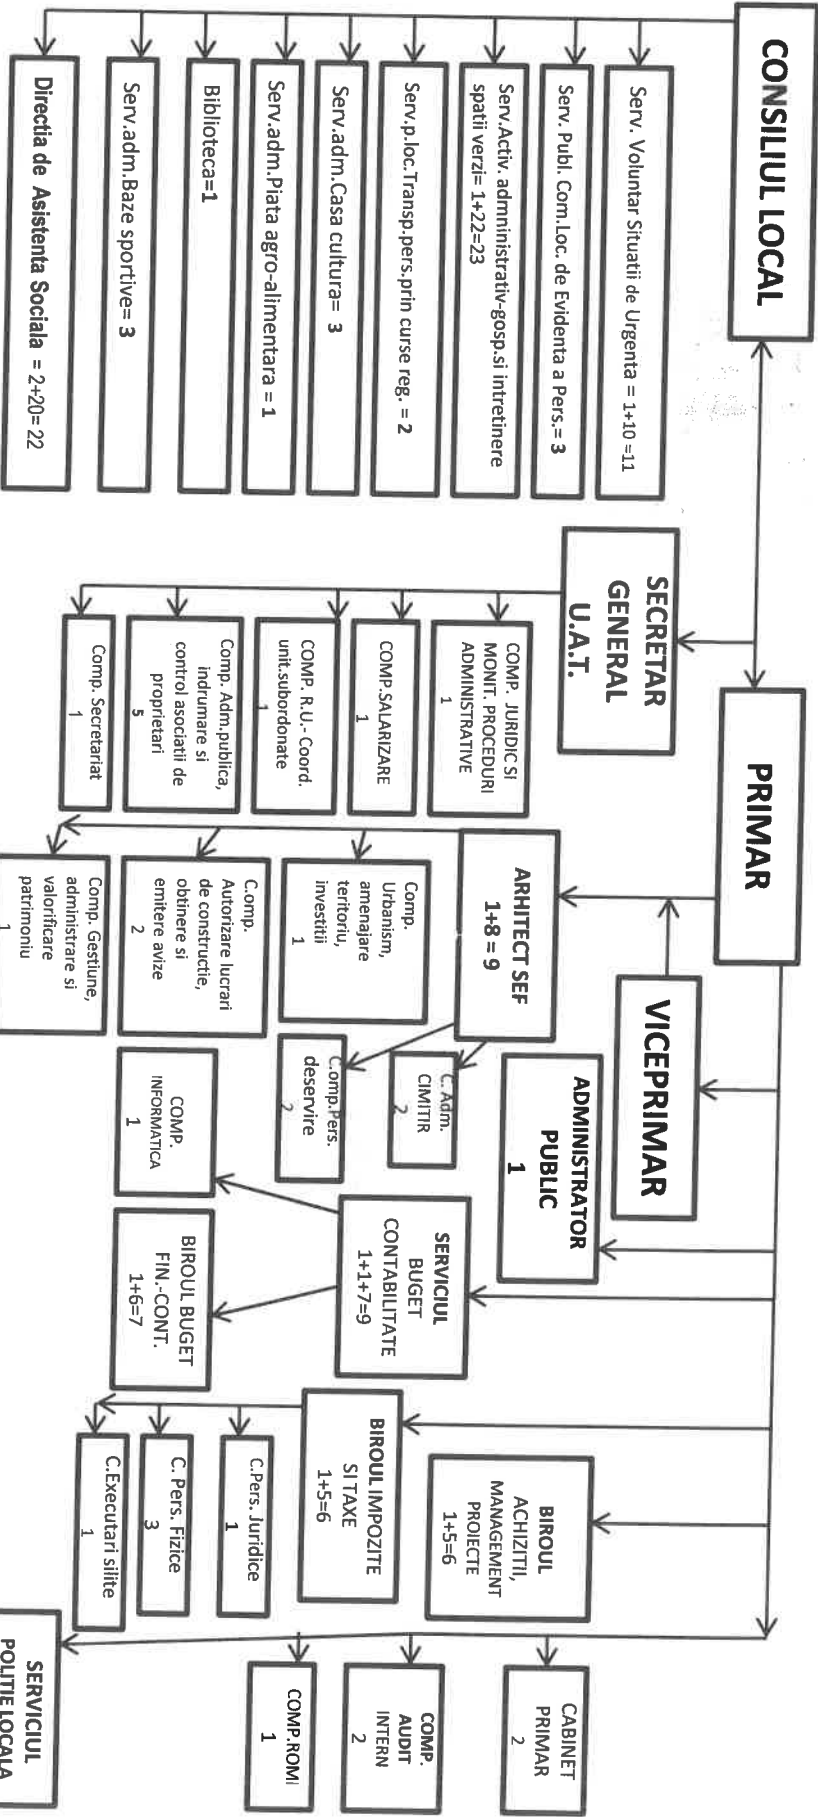 CONSILIUL LOCAL
Serv. Voluntar Situatii de Urgenta = 1+10 =11
Serv. Publ. Com.Loc. de Evidenta a Pers.= 3
Serv.Activ. admninistrativ-gosp.si intretinere
spatii verzi= 1+22=23
Serv.p.loc.Transp.pers.prin curse reg. = 2
Serv.adm.Casa cultura= 3
Serv.adm.Piata agro-alimentara = 1
Biblioteca=1
Serv.adm.Baze sportive= 3
Directia de Asistenta Sociala = 2+20= 22
SECRETAR
GENERAL
U.A.T.
COMP. JURIDIC SI
MONIT. PROCEDURI
ADMINISTRATIVE
1
COMP.SALARIZARE
1
COMP. R.U.- Coord.
unit.subordonate
1
Comp. Adm.publica,
indrumare si
control asociatii de
proprietari
5
Comp. Secretariat
1
PRIMAR
ARHITECT SEF
1+8 = 9
Comp.
Urbanism,
amenajare
teritoriu,
investitii
1
C.omp.
Autorizare lucrari
de constructie,
obtinere si
emitere avize
2
Comp. Gestiune,
administrare si
valorificare
patrimoniu
1
C. Adm.
CIMITIR
2
C.omp.Pers.
deservire
2
VICEPRIMAR
ADMINISTRATOR
PUBLIC
1
SERVICIUL
BUGET
CONTABILITATE
1+1+7=9
COMP.
INFORMATICA
1
BIROUL BUGET
FIN.-CONT.
1+6=7
BIROUL IMPOZITE
SI TAXE
1+5=6
C.Pers. Juridice
1
C. Pers. Fizice
3
C.Executari silite
1
BIROUL
ACHIZITII,
MANAGEMENT
PROIECTE
1+5=6
CABINET
PRIMAR
2
COMP.
AUDIT
INTERN
2
COMP.ROMI
1
SERVICIUL
POLITIE LOCALA